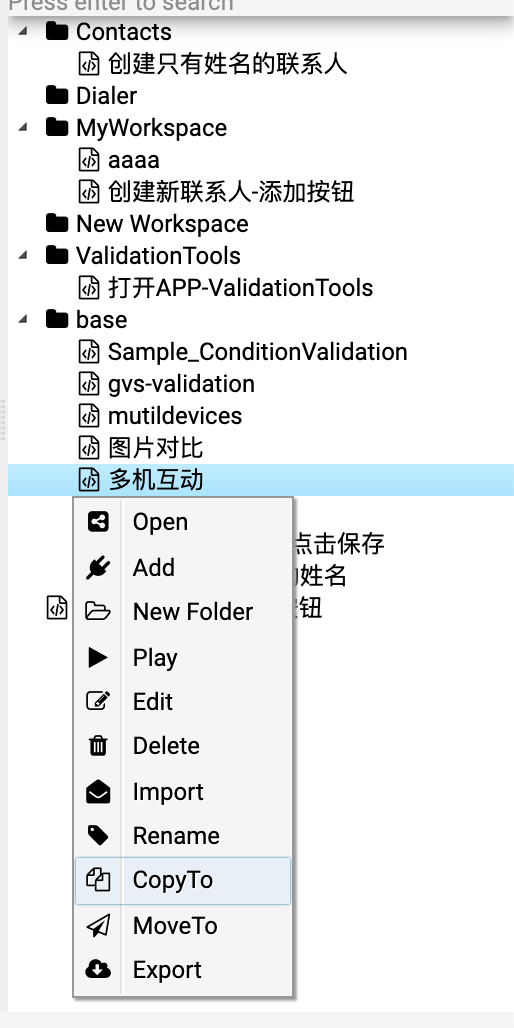 Press enter to search
Contacts
创建只有姓名的联系人
Dialer
MyWorkspace
aaaa
创建新联系人-添加按钮
New Workspace
ValidationTools
打开APP-ValidationTools
base
Sample_ConditionValidation
gvs-validation
mutildevices
图片对比
多机互动
Open
点击保存
Add
姓名
New Folder
钮
Play
Edit
Delete
Import
Rename
CopyTo
MoveTo
Export